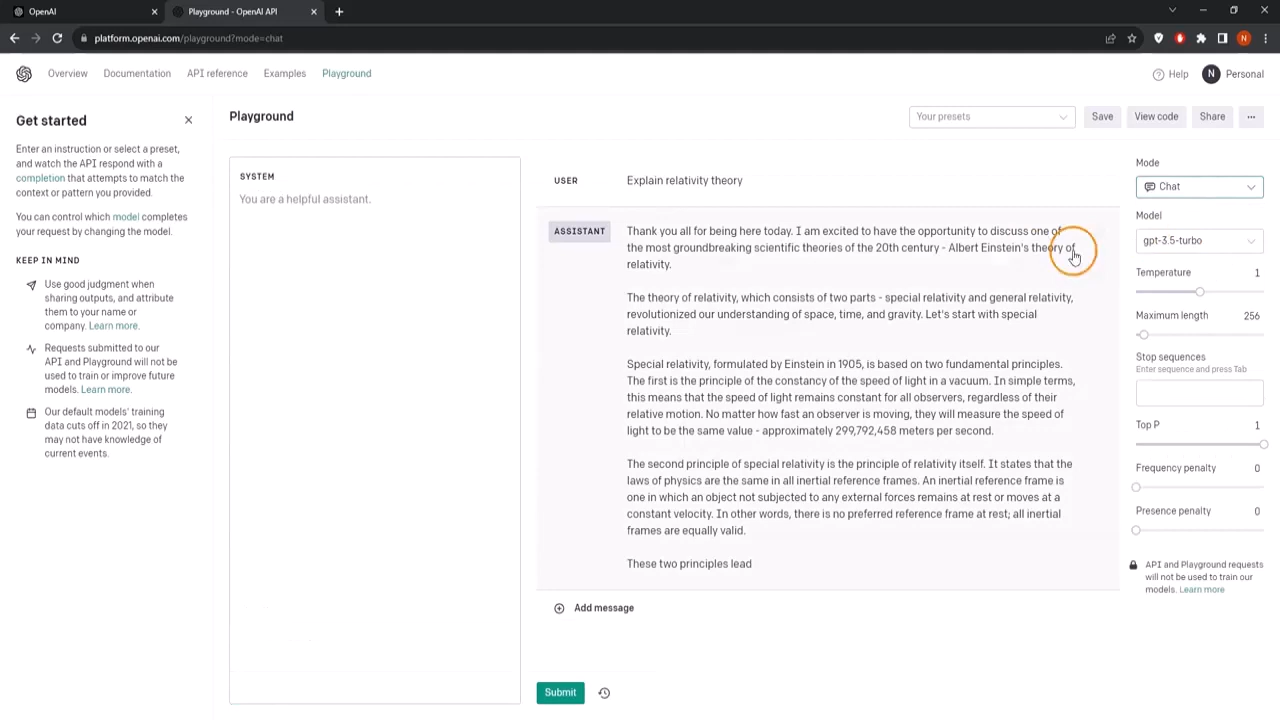 OpenAI
Playground - OpenAI API
platform.openai.com/playground?mode=chat
N
Overview
Documentation
API reference
Examples
Playground
Help
N
Personal
Get started
Enter an instruction or select a preset,
and watch the API respond with a
completion that attempts to match the
context or pattern you provided.
You can control which model completes
your request by changing the model.
KEEP IN MIND
Use good judgment when
sharing outputs, and attribute
them to your name or
company. Learn more.
Requests submitted to our
API and Playground will not be
used to train or improve future
models. Learn more.
Our default models' training
data cuts off in 2021, so they
may not have knowledge of
current events.
Playground
Your presets
Save
View code
Share
...
SYSTEM
You are a helpful assistant.
USER
Explain relativity theory
ASSISTANT
Thank you all for being here today. I am excited to have the opportunity to discuss one of
the most groundbreaking scientific theories of the 20th century - Albert Einstein's theory of
relativity.
The theory of relativity, which consists of two parts - special relativity and general relativity,
revolutionized our understanding of space, time, and gravity. Let's start with special
relativity.
Special relativity, formulated by Einstein in 1905, is based on two fundamental principles.
The first is the principle of the constancy of the speed of light in a vacuum. In simple terms,
this means that the speed of light remains constant for all observers, regardless of their
relative motion. No matter how fast an observer is moving, they will measure the speed of
light to be the same value - approximately 299,792,458 meters per second.
The second principle of special relativity is the principle of relativity itself. It states that the
laws of physics are the same in all inertial reference frames. An inertial reference frame is
one in which an object not subjected to any external forces remains at rest or moves at a
constant velocity. In other words, there is no preferred reference frame at rest; all inertial
frames are equally valid.
These two principles lead
Add message
Submit
Mode
Chat
Model
gpt-3.5-turbo
Temperature 1
Maximum length 256
Stop sequences
Enter sequence and press Tab
Top P 1
Frequency penalty 0
Presence penalty 0
API and Playground requests
will not be used to train our
models. Learn more